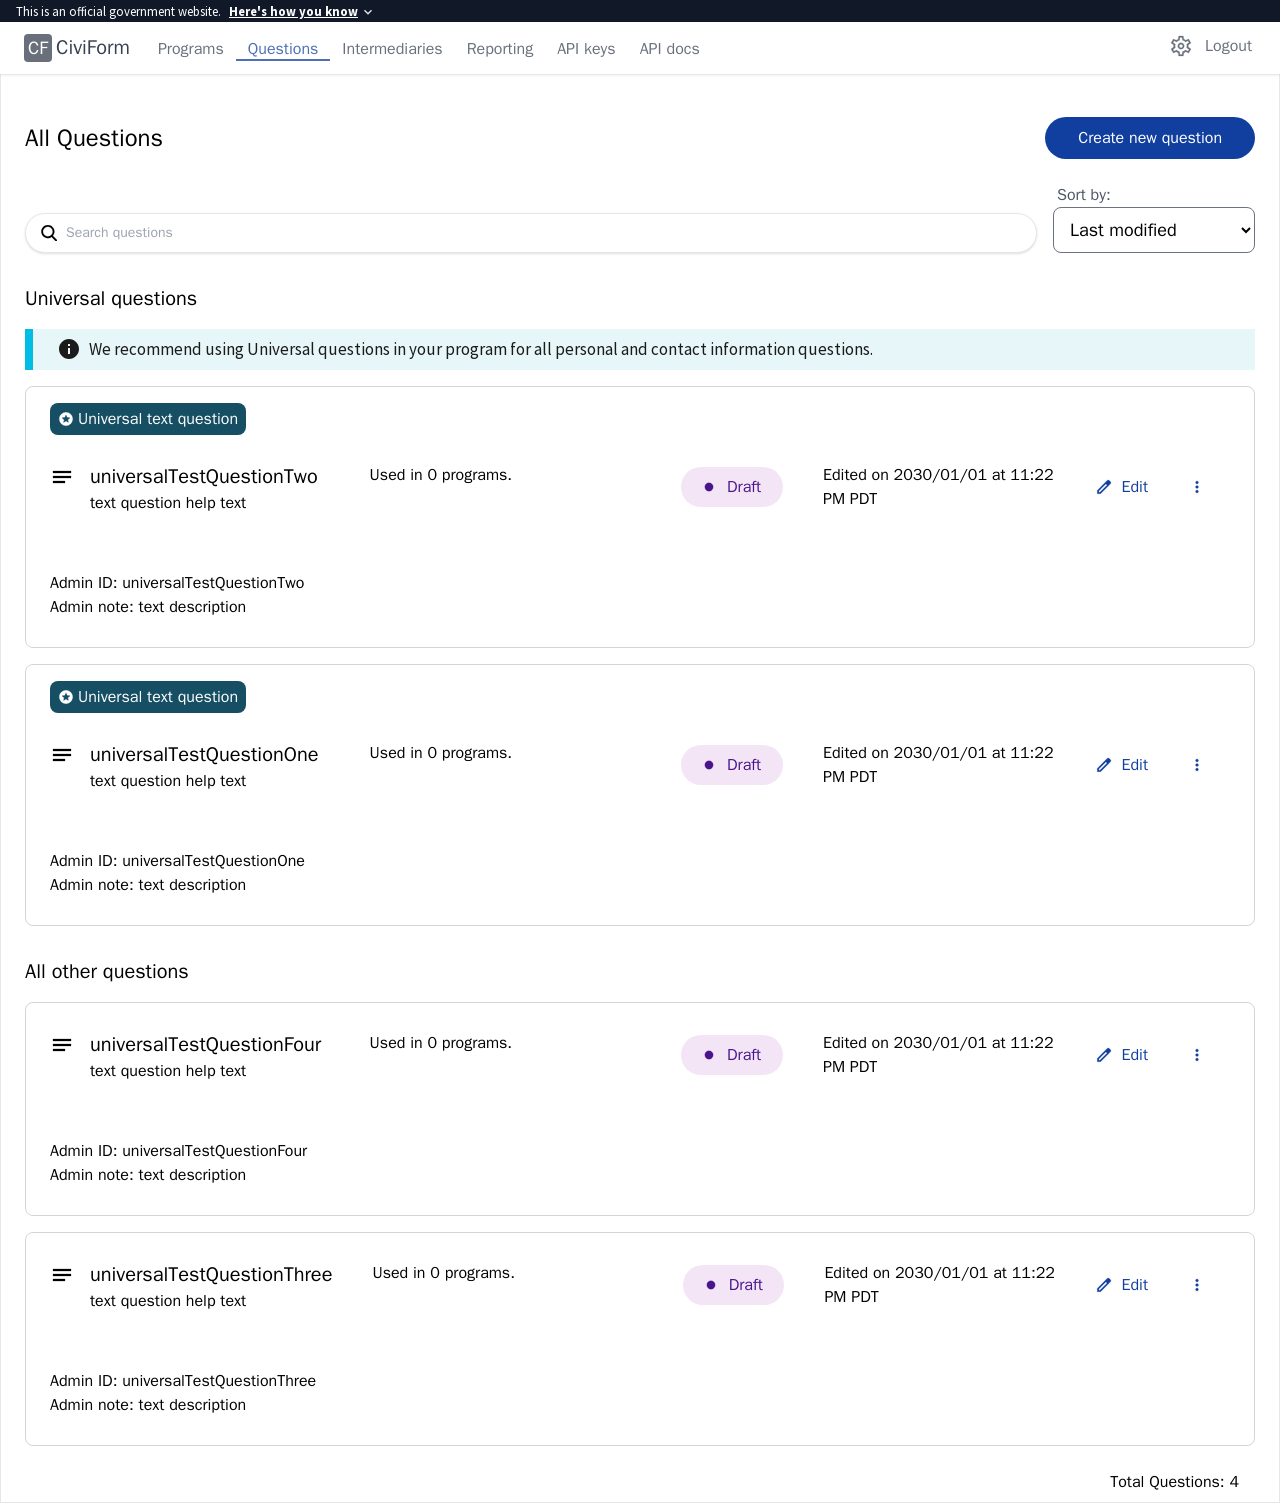 This is an official government website. Here's how you know
CF CiviForm Programs Questions Intermediaries Reporting API keys API docs Logout
All Questions
Create new question
Sort by:
Search questions
Last modified
Universal questions
We recommend using Universal questions in your program for all personal and contact information questions.
Universal text question
universalTestQuestionTwo
text question help text
Used in 0 programs.
Draft
Edited on 2030/01/01 at 11:22
PM PDT
Edit
Admin ID: universalTestQuestionTwo
Admin note: text description
Universal text question
universalTestQuestionOne
text question help text
Used in 0 programs.
Draft
Edited on 2030/01/01 at 11:22
PM PDT
Edit
Admin ID: universalTestQuestionOne
Admin note: text description
All other questions
universalTestQuestionFour
text question help text
Used in 0 programs.
Draft
Edited on 2030/01/01 at 11:22
PM PDT
Edit
Admin ID: universalTestQuestionFour
Admin note: text description
universalTestQuestionThree
text question help text
Used in 0 programs.
Draft
Edited on 2030/01/01 at 11:22
PM PDT
Edit
Admin ID: universalTestQuestionThree
Admin note: text description
Total Questions: 4